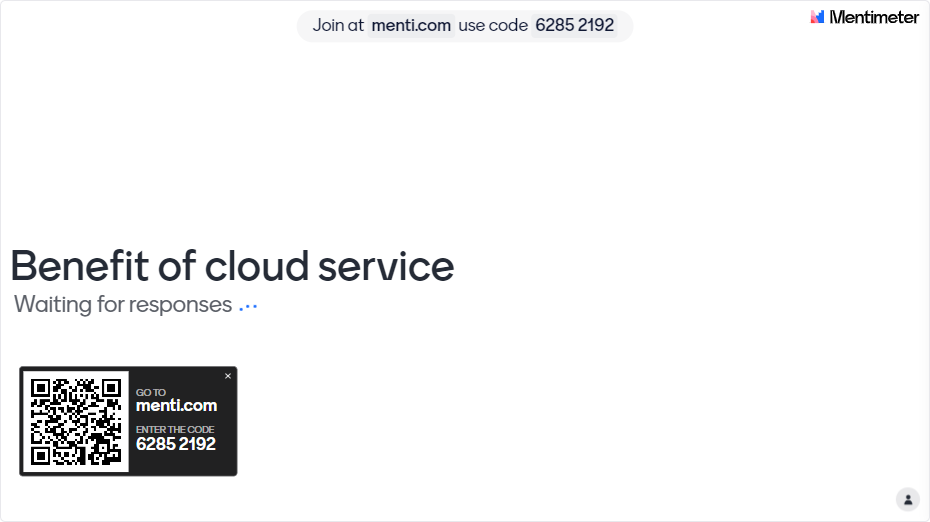 Join at menti.com use code 6285 2192
Mentimeter
Benefit of cloud service
Waiting for responses
GO TO
menti.com
ENTER THE CODE
6285 2192